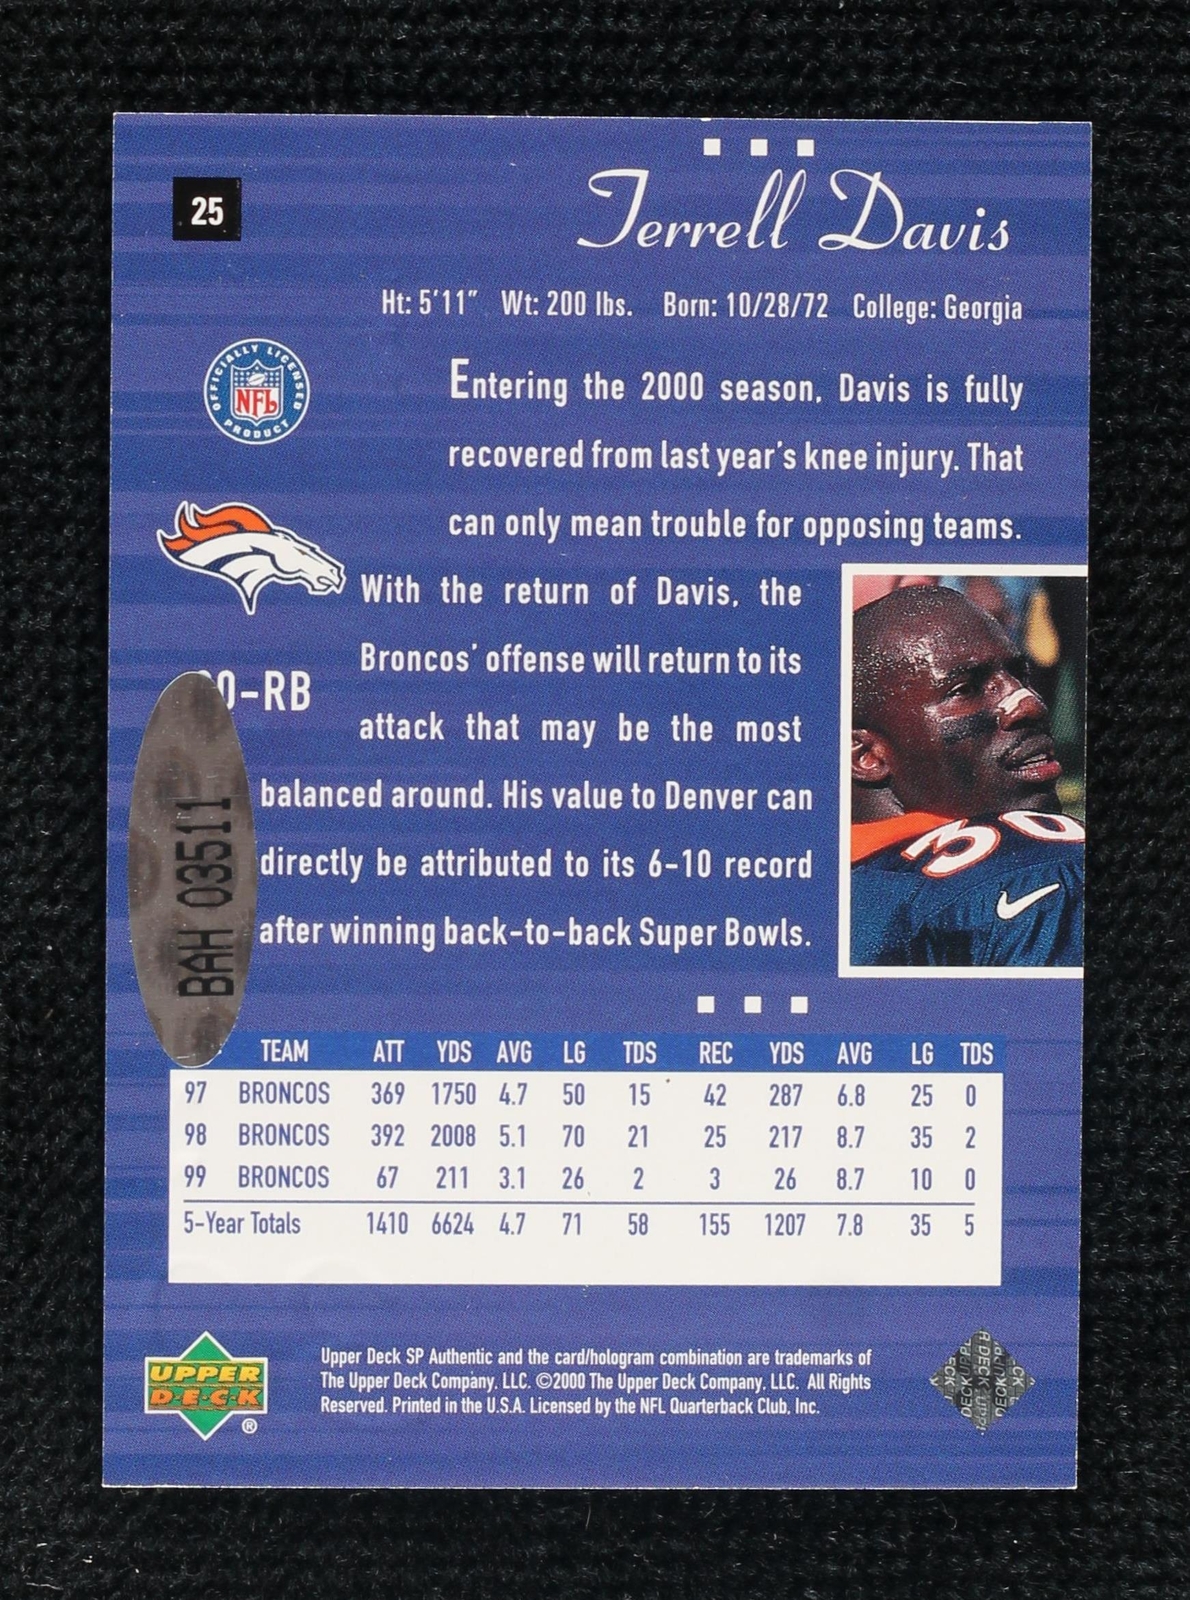 25
Terrell Davis
Ht: 5'11" Wt: 200 lbs. Born: 10/28/72 College: Georgia
OFFICIALLY LICENSED
NFL
PRODUCT
Entering the 2000 season, Davis is fully
recovered from last year's knee injury. That
can only mean trouble for opposing teams.
With the return of Davis, the
Broncos' offense will return to its
attack that may be the most
balanced around. His value to Denver can
directly be attributed to its 6-10 record
after winning back-to-back Super Bowls.
0-RB
BAH 03511
30
TEAM ATT YDS AVG LG TDS REC YDS AVG LG TDS
97 BRONCOS 369 1750 4.7 50 15 42 287 6.8 25 0
98 BRONCOS 392 2008 5.1 70 21 25 217 8.7 35 2
99 BRONCOS 67 211 3.1 26 2 3 26 8.7 10 0
5-Year Totals 1410 6624 4.7 71 58 155 1207 7.8 35 5
UPPER
D·E·C·K
®
Upper Deck SP Authentic and the card/hologram combination are trademarks of
The Upper Deck Company, LLC. ©2000 The Upper Deck Company, LLC. All Rights
Reserved. Printed in the U.S.A. Licensed by the NFL Quarterback Club, Inc.